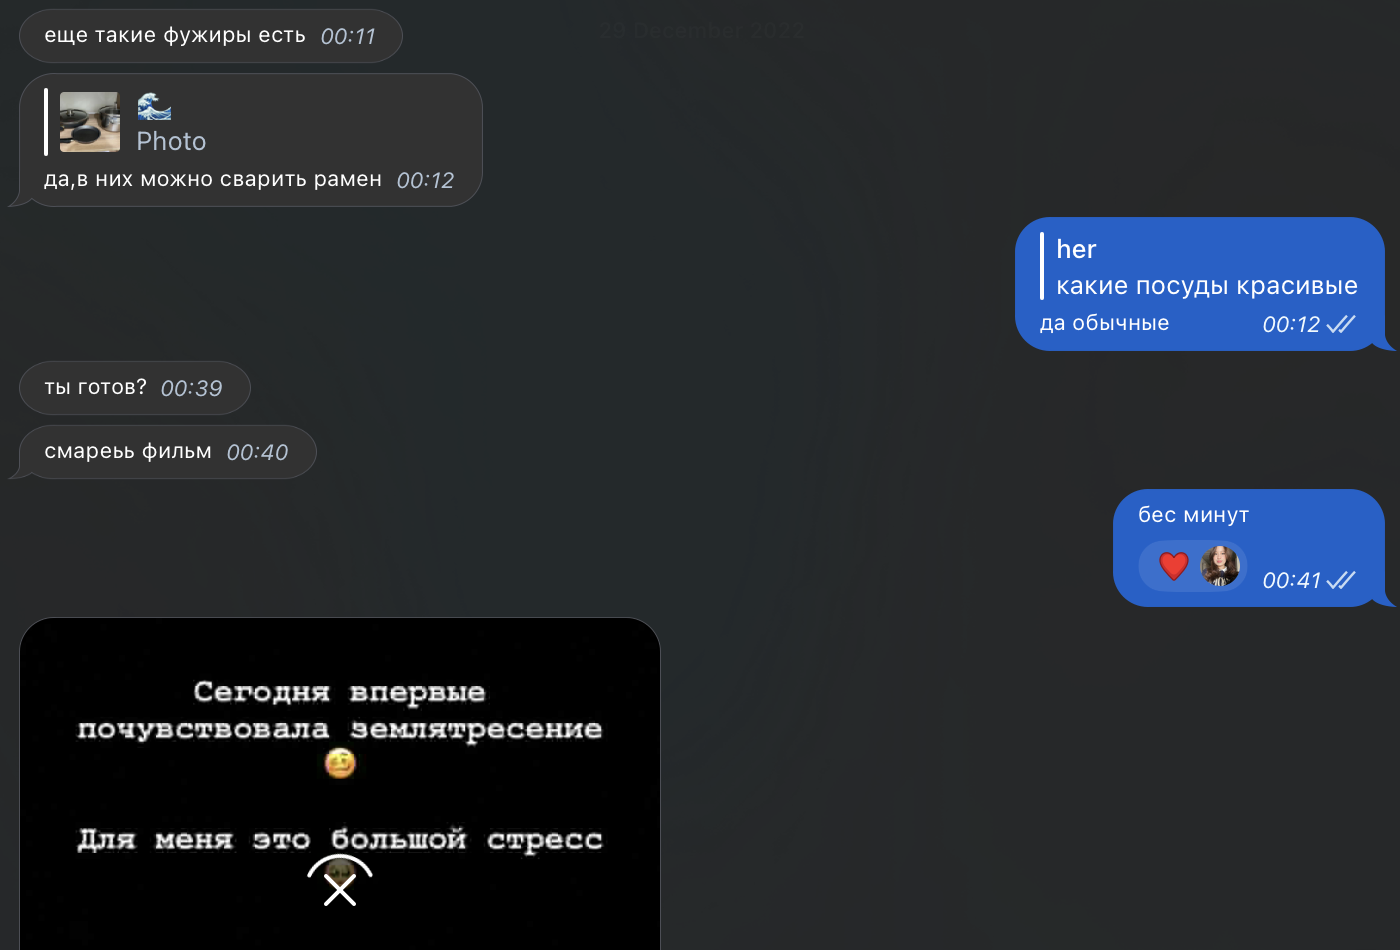 29 December 2022
еще такие фужиры есть 00:11
Photo
да,в них можно сварить рамен 00:12
her
какие посуды красивые
да обычные 00:12
ты готов? 00:39
смареьь фильм 00:40
бес минут
00:41
Сегодня впервые
почувствовала землятресение
Для меня это большой стресс